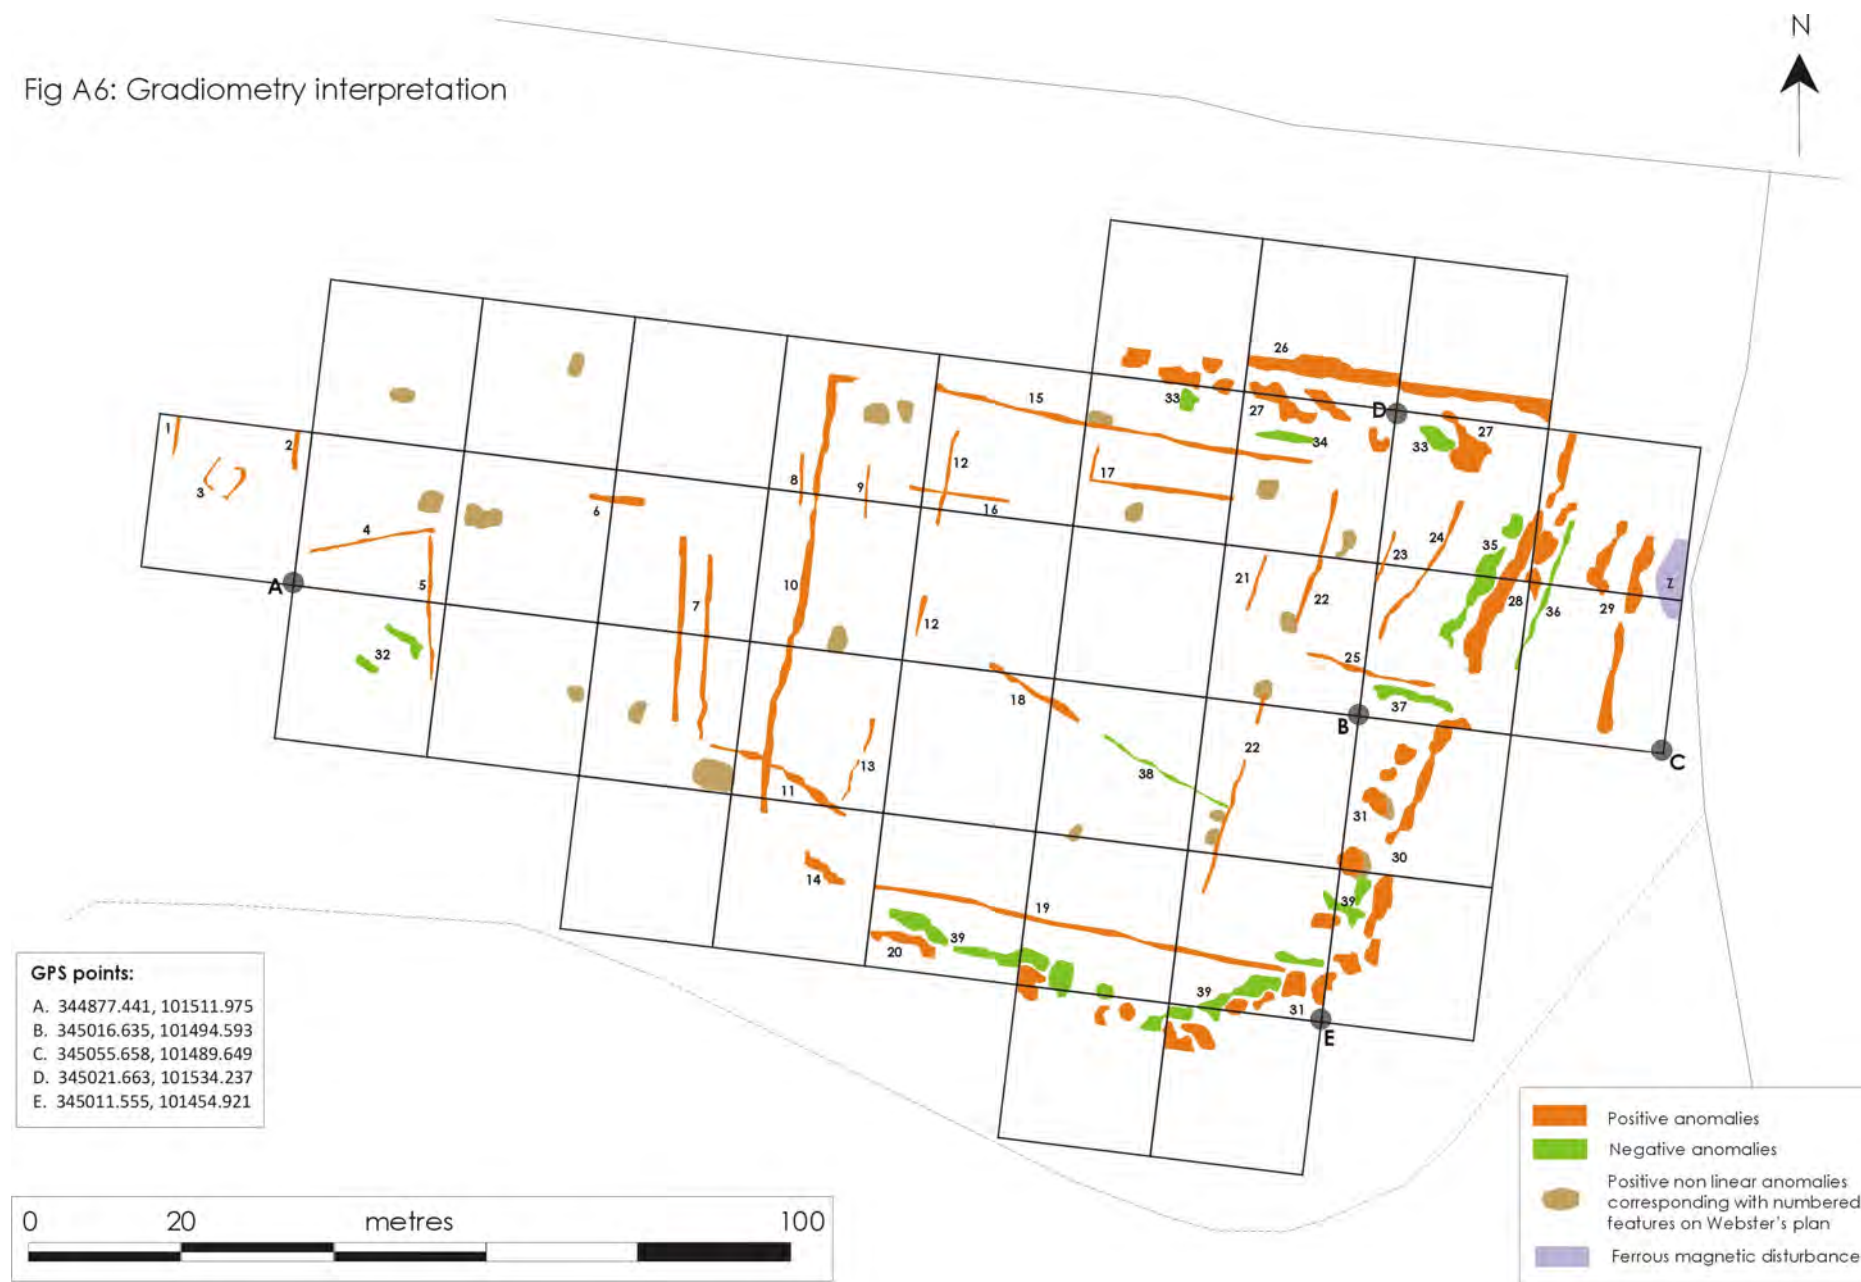 N
Fig A6: Gradiometry interpretation
26
15
33
27
D
27
34
33
1
2
12
17
3
8
9
16
6
4
24
35
23
21
22
28
36
29
Z
A
5
7
10
12
32
25
18
37
B
C
22
38
13
11
31
30
14
39
19
39
20
39
31
E
GPS points:
A. 344877.441, 101511.975
B. 345016.635, 101494.593
C. 345055.658, 101489.649
D. 345021.663, 101534.237
E. 345011.555, 101454.921
Positive anomalies
Negative anomalies
Positive non linear anomalies
corresponding with numbered
features on Webster's plan
Ferrous magnetic disturbance
0 20 metres 100